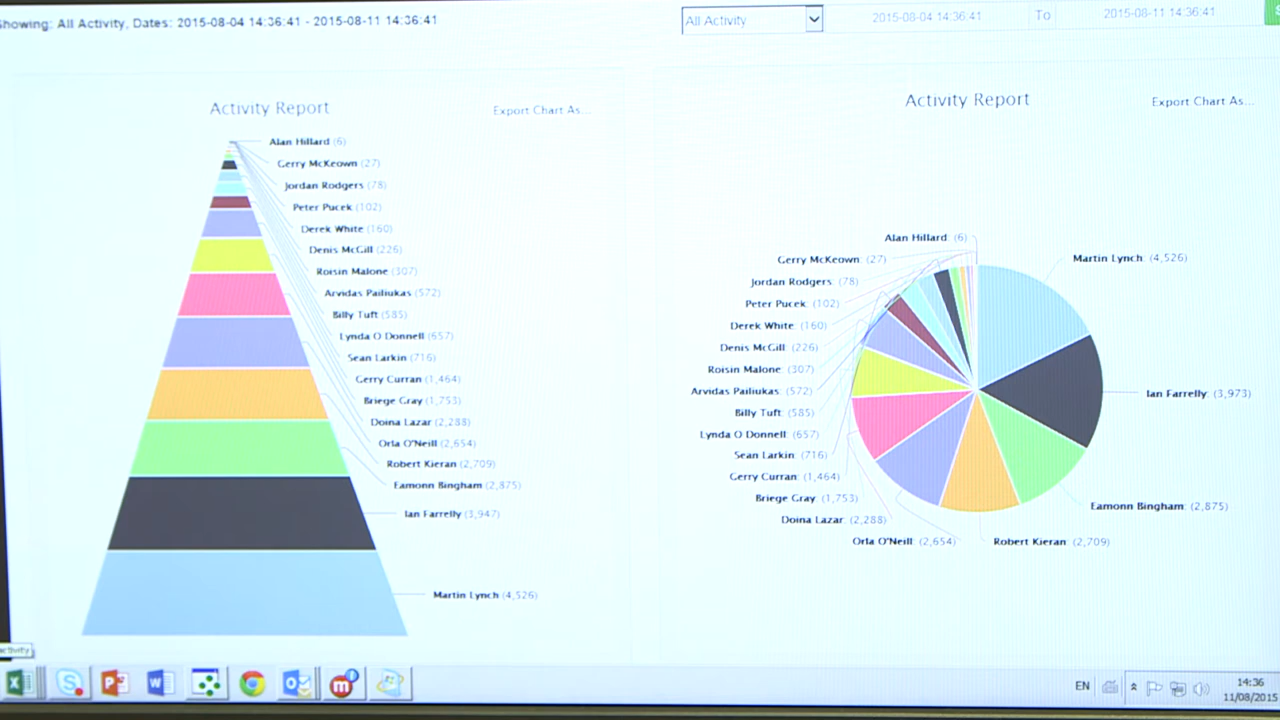 Showing: All Activity, Dates: 2015-08-04 14:36:41 - 2015-08-11 14:36:41
All Activity
2015-08-04 14:36:41
To
2015-08-11 14:36:41
Activity Report
Export Chart As...
Alan Hillard (6)
Gerry McKeown (27)
Jordan Rodgers (78)
Peter Pucek (102)
Derek White (160)
Denis McGill (226)
Roisin Malone (307)
Arvidas Pailiukas (572)
Billy Tuft (585)
Lynda O Donnell (657)
Sean Larkin (716)
Gerry Curran (1,464)
Briege Gray (1,753)
Doina Lazar (2,288)
Orla O'Neill (2,654)
Robert Kieran (2,709)
Eamonn Bingham (2,875)
Ian Farrelly (3,947)
Martin Lynch (4,526)
Activity Report
Export Chart As...
Alan Hillard: (6)
Martin Lynch: (4,526)
Gerry McKeown: (27)
Jordan Rodgers: (78)
Peter Pucek: (102)
Derek White: (160)
Denis McGill: (226)
Roisin Malone: (307)
Arvidas Pailiukas: (572)
Ian Farrelly: (3,973)
Billy Tuft: (585)
Lynda O Donnell: (657)
Sean Larkin: (716)
Gerry Curran: (1,464)
Briege Gray: (1,753)
Eamonn Bingham: (2,875)
Doina Lazar: (2,288)
Orla O'Neill: (2,654)
Robert Kieran: (2,709)
activity
EN
14:36
11/08/2015